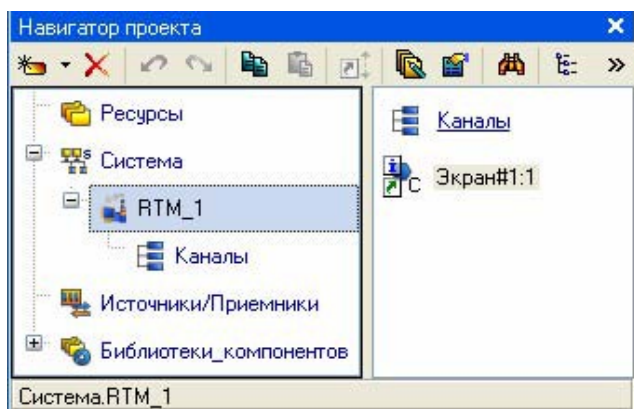 Навигатор проекта
Ресурсы
Система
RTM_1
Каналы
Источники/Приемники
Библиотеки_компонентов
Каналы
C Экран#1:1
Система.RTM_1